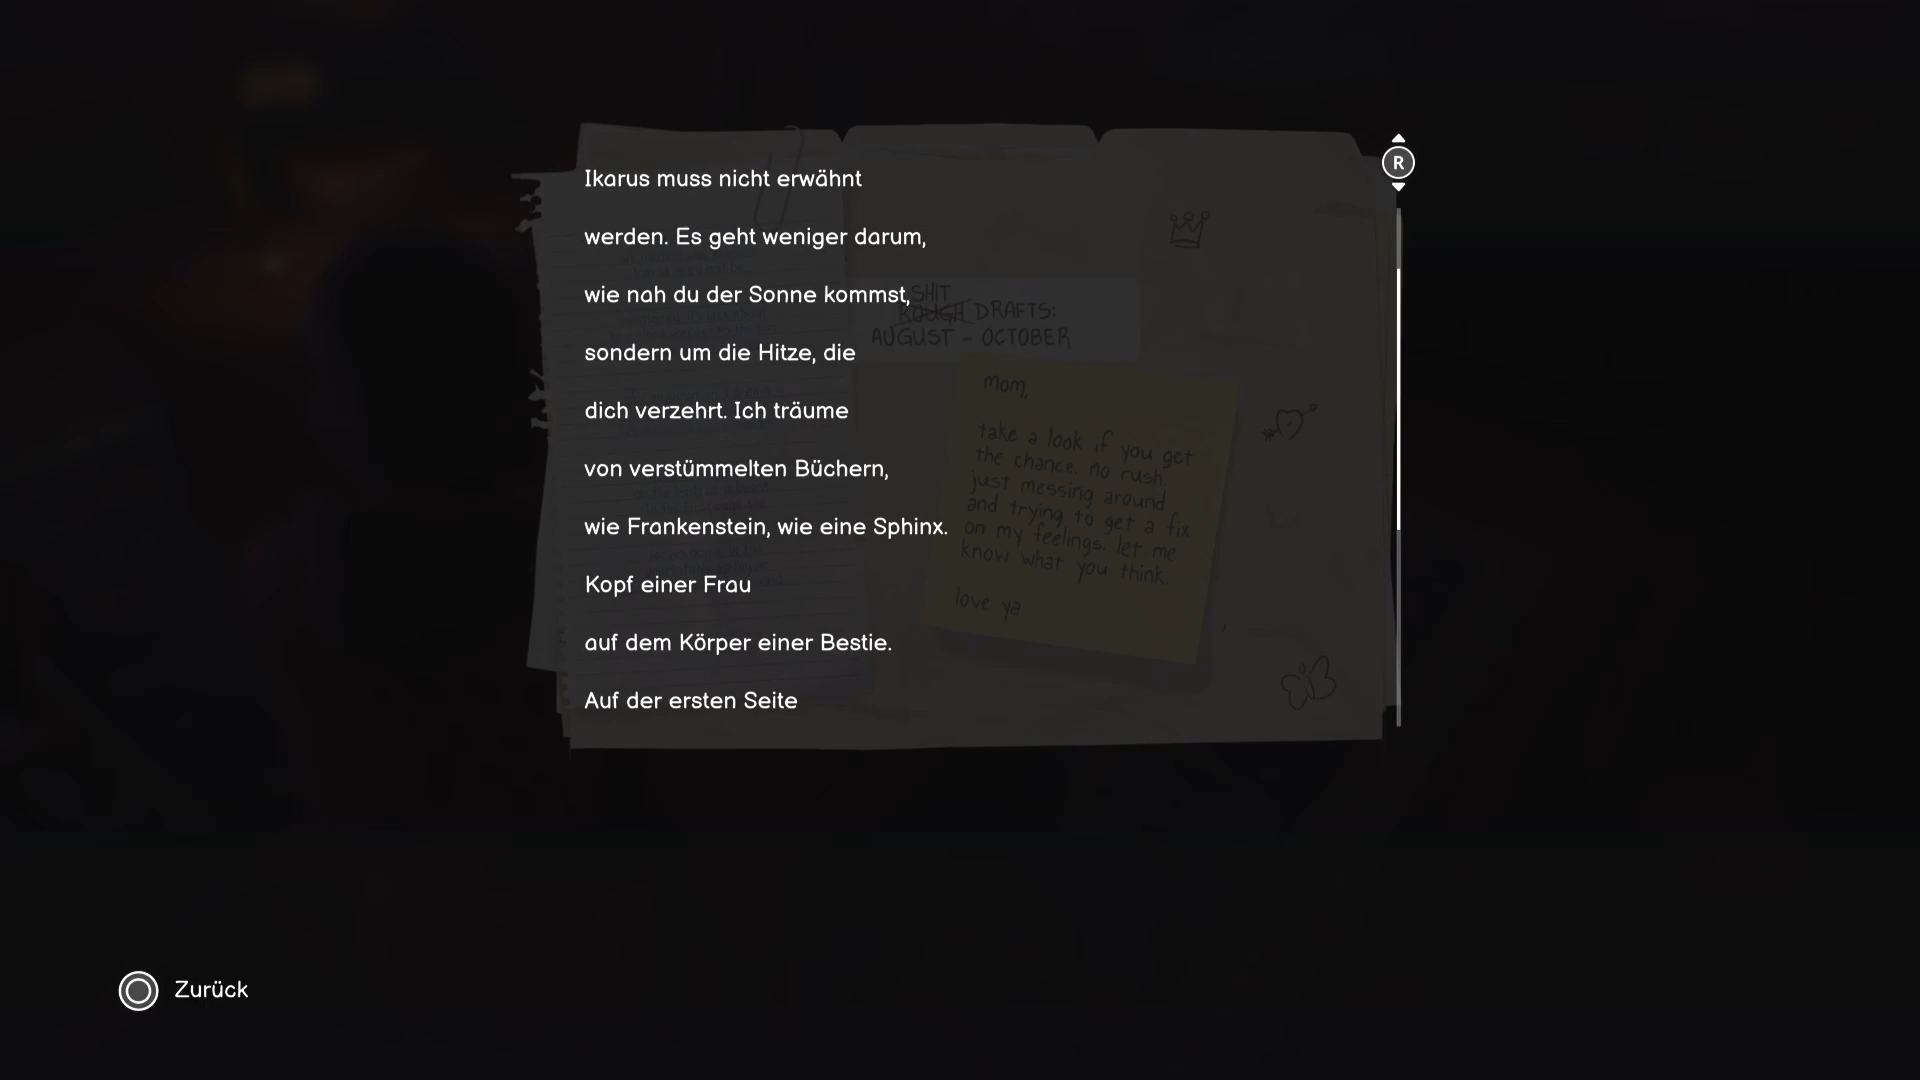 Ikarus muss nicht erwähnt
werden. Es geht weniger darum,
wie nah du der Sonne kommst,
sondern um die Hitze, die
dich verzehrt. Ich träume
von verstümmelten Büchern,
wie Frankenstein, wie eine Sphinx.
Kopf einer Frau
auf dem Körper einer Bestie.
Auf der ersten Seite
R
SHIT
ROUGH DRAFTS:
AUGUST - OCTOBER
mom,
take a look if you get
the chance. no rush.
just messing around
and trying to get a fix
on my feelings. let me
know what you think.
love ya
Zurück